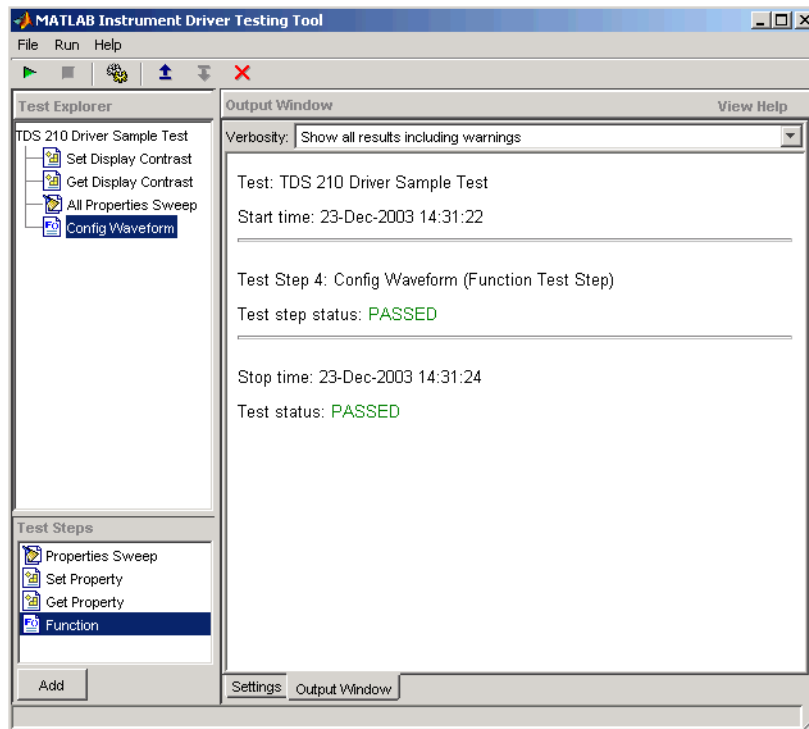 MATLAB Instrument Driver Testing Tool
File Run Help
Test Explorer
TDS 210 Driver Sample Test
Set Display Contrast
Get Display Contrast
All Properties Sweep
Config Waveform
Test Steps
Properties Sweep
Set Property
Get Property
Function
Add
Output Window View Help
Verbosity: Show all results including warnings
Test: TDS 210 Driver Sample Test
Start time: 23-Dec-2003 14:31:22
Test Step 4: Config Waveform (Function Test Step)
Test step status: PASSED
Stop time: 23-Dec-2003 14:31:24
Test status: PASSED
Settings Output Window